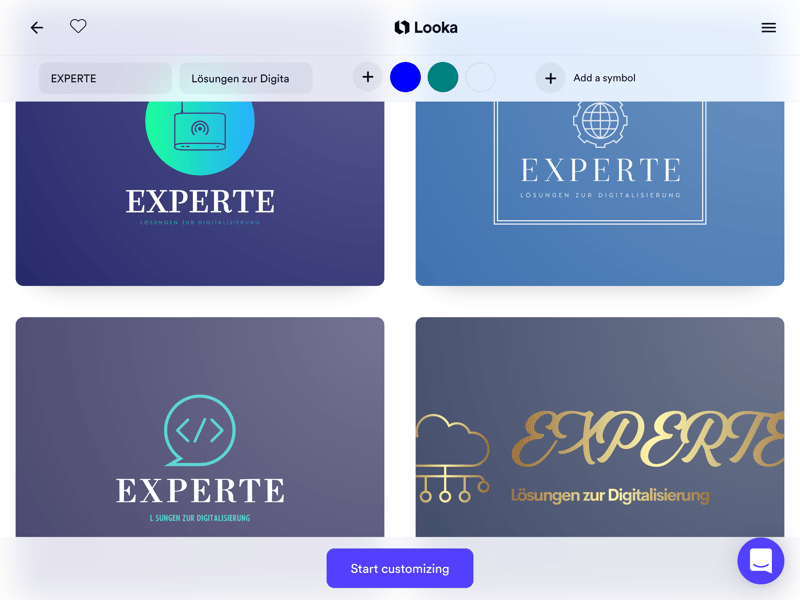 Looka
EXPERTE
Lösungen zur Digita
Add a symbol
EXPERTE
LÖSUNGEN ZUR DIGITALISIERUNG
EXPERTE
LÖSUNGEN ZUR DIGITALISIERUNG
EXPERTE
L SUNGEN ZUR DIGITALISIERUNG
EXPERTE
Lösungen zur Digitalisierung
Start customizing